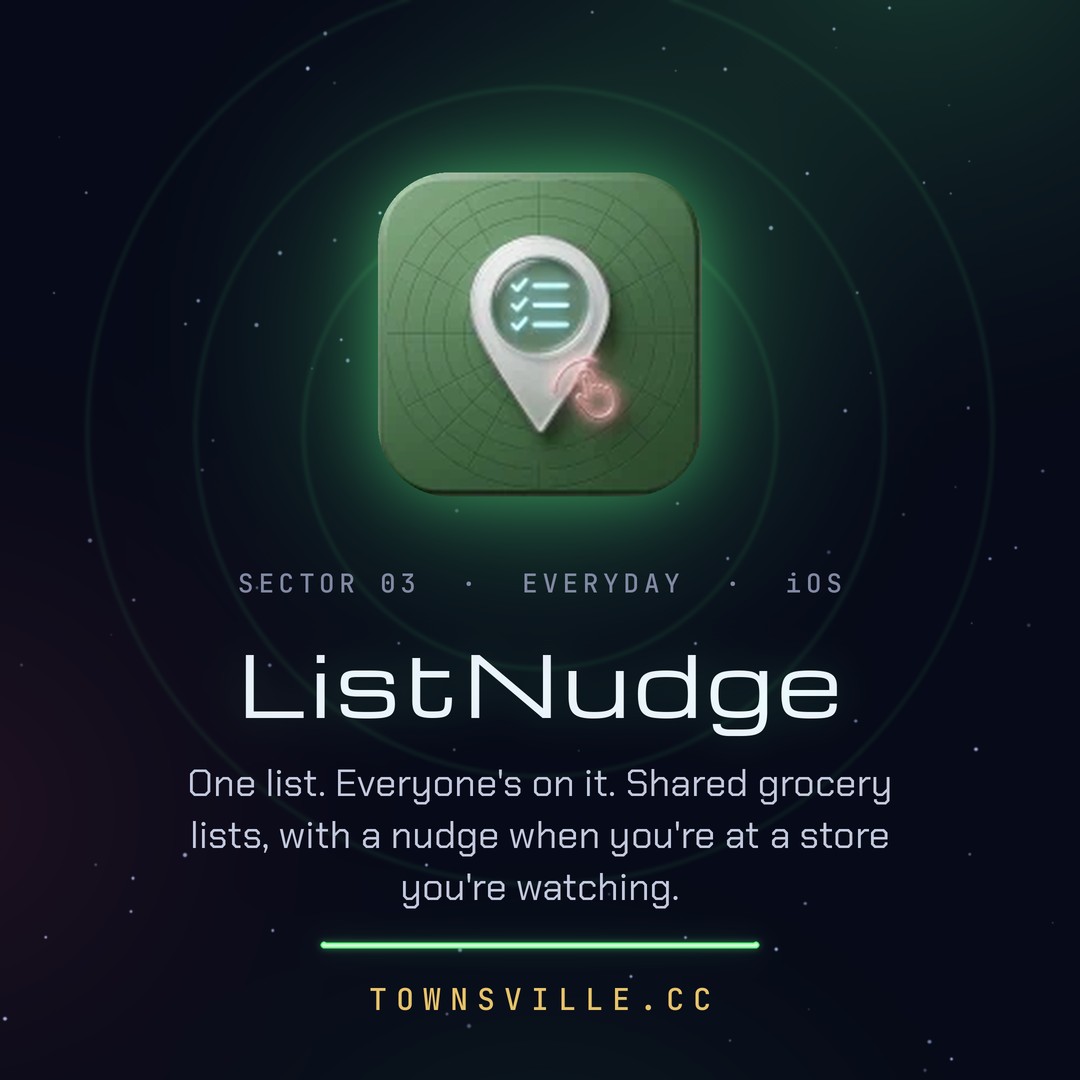 SECTOR 03 · EVERYDAY · iOS
ListNudge
One list. Everyone's on it. Shared grocery
lists, with a nudge when you're at a store
you're watching.
TOWNSVILLE.CC